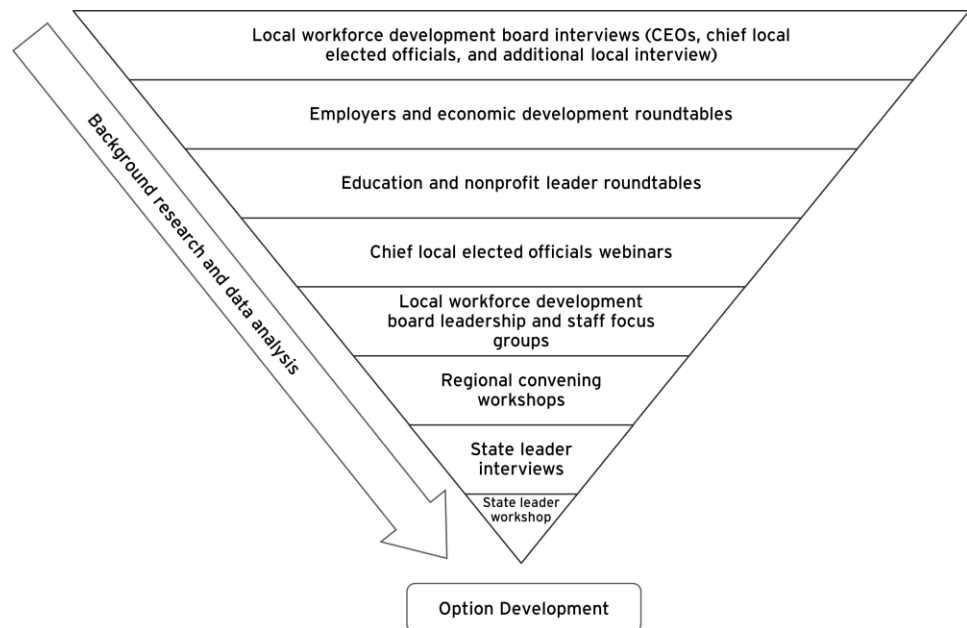 Local workforce development board interviews (CEOs, chief local
elected officials, and additional local interview)
Employers and economic development roundtables
Education and nonprofit leader roundtables
Chief local elected officials webinars
Local workforce development
board leadership and staff focus
groups
Regional convening
workshops
State leader
interviews
State leader
workshop
Background research and data analysis
Option Development